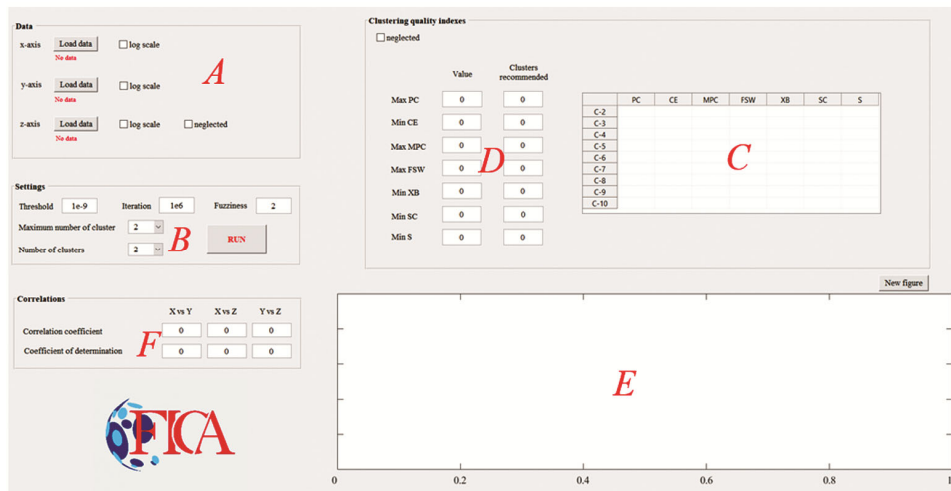 Data
x-axis Load data log scale
No data
A
y-axis Load data log scale
No data
z-axis Load data log scale neglected
No data
Settings
Threshold 1e-9 Iteration 1e6 Fuzziness 2
Maximum number of cluster 2
B
RUN
Number of clusters 2
Correlations
X vs Y X vs Z Y vs Z
Correlation coefficient 0 0 0
F
Coefficient of determination 0 0 0
FICA
Clustering quality indexes
neglected
Value Clusters
recommended
Max PC 0 0
Min CE 0 0
Max MPC 0 0
D
Max FSW 0 0
Min XB 0 0
Min SC 0 0
Min S 0 0
PC CE MPC FSW XB SC S
C-2
C-3
C-4
C-5
C-6
C-7
C-8
C-9
C-10
C
New figure
E
0 0.2 0.4 0.6 0.8 1